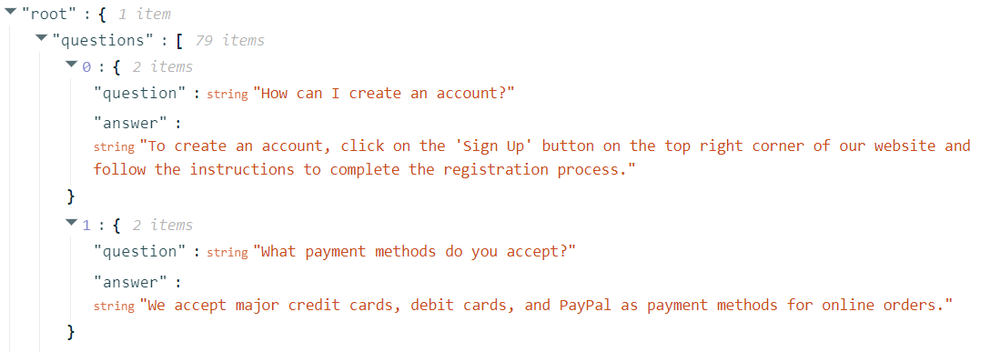 "root" : { 1 item
"questions" : [ 79 items
0 : { 2 items
"question" : string "How can I create an account?"
"answer" :
string "To create an account, click on the 'Sign Up' button on the top right corner of our website and
follow the instructions to complete the registration process."
}
1 : { 2 items
"question" : string "What payment methods do you accept?"
"answer" :
string "We accept major credit cards, debit cards, and PayPal as payment methods for online orders."
}